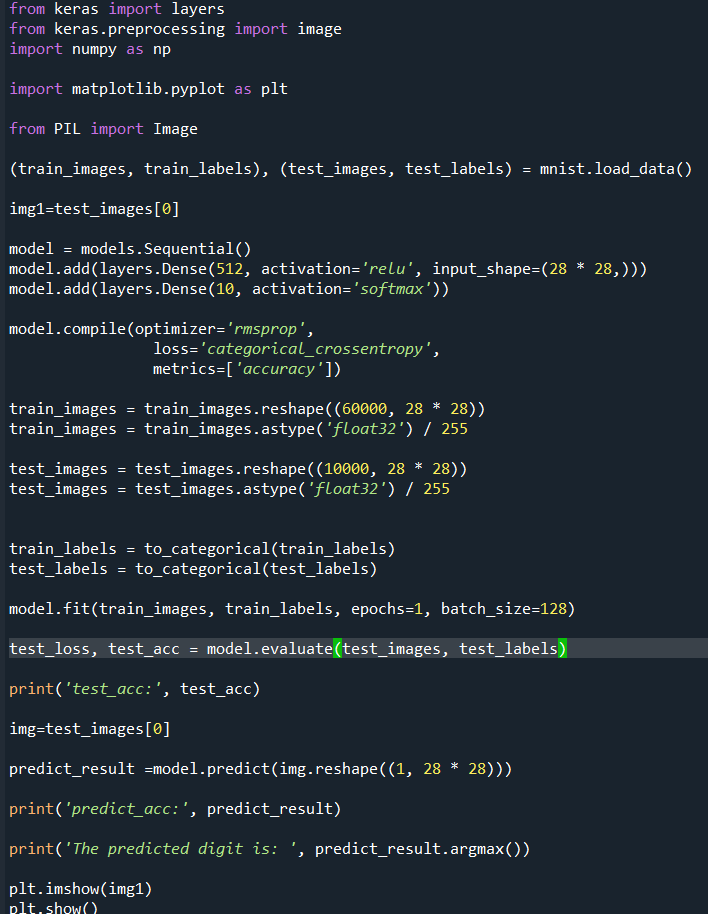 from keras import layers
from keras.preprocessing import image
import numpy as np
import matplotlib.pyplot as plt
from PIL import Image
(train_images, train_labels), (test_images, test_labels) = mnist.load_data()
img1=test_images[0]
model = models.Sequential()
model.add(layers.Dense(512, activation='relu', input_shape=(28 * 28,)))
model.add(layers.Dense(10, activation='softmax'))
model.compile(optimizer='rmsprop',
loss='categorical_crossentropy',
metrics=['accuracy'])
train_images = train_images.reshape((60000, 28 * 28))
train_images = train_images.astype('float32') / 255
test_images = test_images.reshape((10000, 28 * 28))
test_images = test_images.astype('float32') / 255
train_labels = to_categorical(train_labels)
test_labels = to_categorical(test_labels)
model.fit(train_images, train_labels, epochs=1, batch_size=128)
test_loss, test_acc = model.evaluate(test_images, test_labels)
print('test_acc:', test_acc)
img=test_images[0]
predict_result =model.predict(img.reshape((1, 28 * 28)))
print('predict_acc:', predict_result)
print('The predicted digit is: ', predict_result.argmax())
plt.imshow(img1)
plt.show()